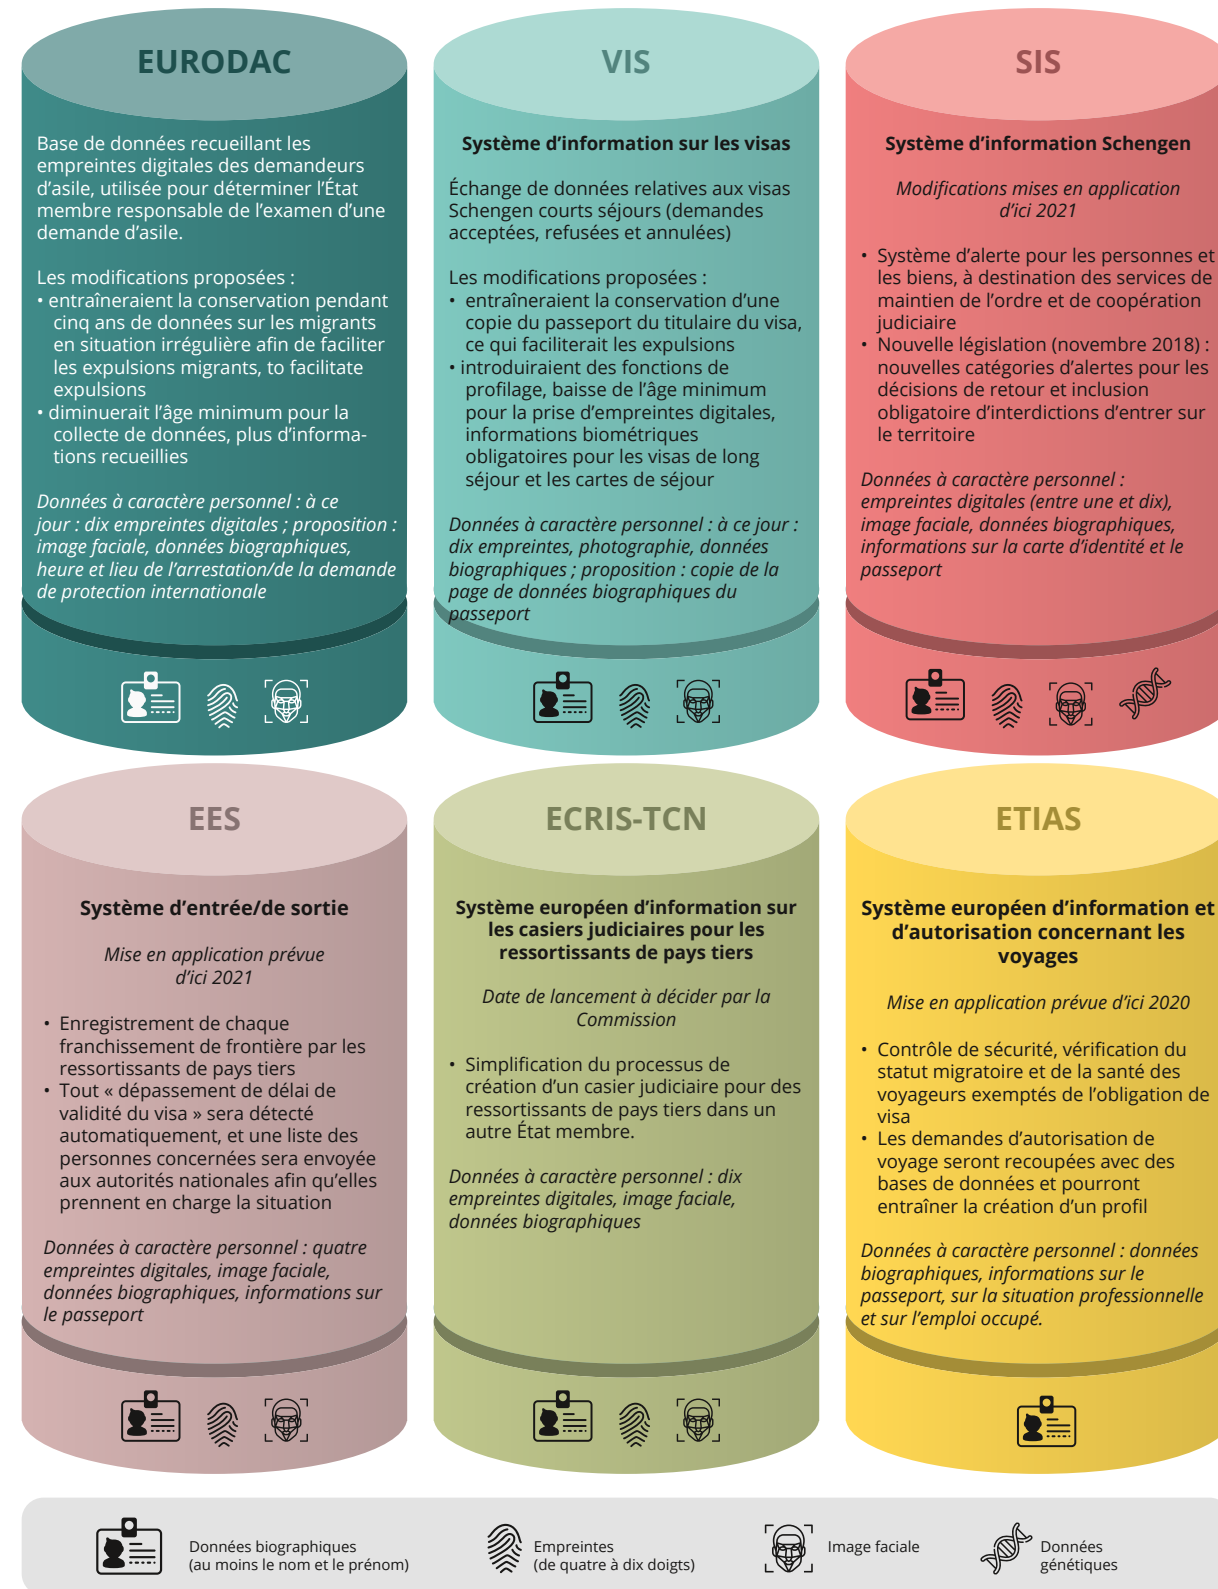 EURODAC
Base de données recueillant les
empreintes digitales des demandeurs
d’asile, utilisée pour déterminer l’État
membre responsable de l’examen d’une
demande d’asile.
Les modifications proposées :
• entraîneraient la conservation pendant
cinq ans de données sur les migrants
en situation irrégulière afin de faciliter
les expulsions migrants, to facilitate
expulsions
• diminuerait l’âge minimum pour la
collecte de données, plus d’informa-
tions recueillies
Données à caractère personnel : à ce
jour : dix empreintes digitales ; proposition :
image faciale, données biographiques,
heure et lieu de l’arrestation/de la demande
de protection internationale
VIS
Système d’information sur les visas
Échange de données relatives aux visas
Schengen courts séjours (demandes
acceptées, refusées et annulées)
Les modifications proposées :
• entraîneraient la conservation d’une
copie du passeport du titulaire du visa,
ce qui faciliterait les expulsions
• introduiraient des fonctions de
profilage, baisse de l’âge minimum
pour la prise d’empreintes digitales,
informations biométriques
obligatoires pour les visas de long
séjour et les cartes de séjour
Données à caractère personnel : à ce jour :
dix empreintes, photographie, données
biographiques ; proposition : copie de la
page de données biographiques du
passeport
SIS
Système d’information Schengen
Modifications mises en application
d’ici 2021
• Système d’alerte pour les personnes et
les biens, à destination des services de
maintien de l’ordre et de coopération
judiciaire
• Nouvelle législation (novembre 2018) :
nouvelles catégories d’alertes pour les
décisions de retour et inclusion
obligatoire d’interdictions d’entrer sur
le territoire
Données à caractère personnel :
empreintes digitales (entre une et dix),
image faciale, données biographiques,
informations sur la carte d’identité et le
passeport
EES
Système d’entrée/de sortie
Mise en application prévue
d’ici 2021
• Enregistrement de chaque
franchissement de frontière par les
ressortissants de pays tiers
• Tout « dépassement de délai de
validité du visa » sera détecté
automatiquement, et une liste des
personnes concernées sera envoyée
aux autorités nationales afin qu’elles
prennent en charge la situation
Données à caractère personnel : quatre
empreintes digitales, image faciale,
données biographiques, informations sur
le passeport
ECRIS-TCN
Système européen d’information sur
les casiers judiciaires pour les
ressortissants de pays tiers
Date de lancement à décider par la
Commission
• Simplification du processus de
création d’un casier judiciaire pour des
ressortissants de pays tiers dans un
autre État membre.
Données à caractère personnel : dix
empreintes digitales, image faciale,
données biographiques
ETIAS
Système européen d’information et
d’autorisation concernant les
voyages
Mise en application prévue d’ici 2020
• Contrôle de sécurité, vérification du
statut migratoire et de la santé des
voyageurs exemptés de l’obligation de
visa
• Les demandes d’autorisation de
voyage seront recoupées avec des
bases de données et pourront
entraîner la création d’un profil
Données à caractère personnel : données
biographiques, informations sur le
passeport, sur la situation professionnelle
et sur l’emploi occupé.
Données biographiques
(au moins le nom et le prénom)
Empreintes
(de quatre à dix doigts)
Image faciale
Données
génétiques